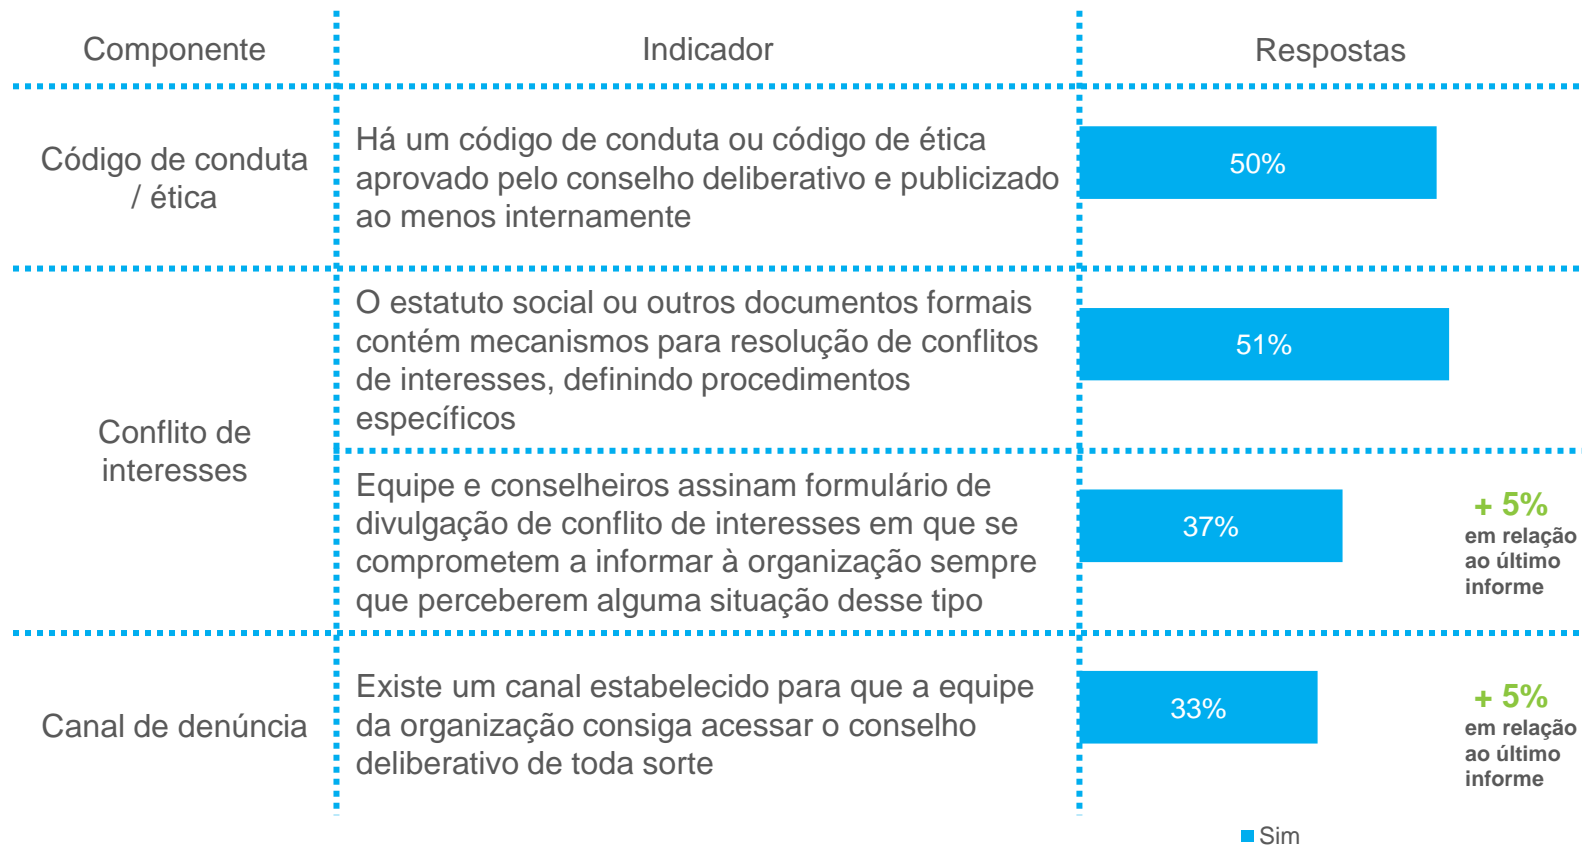 Componente
Indicador
Respostas
Código de conduta
/ ética
Há um código de conduta ou código de ética
aprovado pelo conselho deliberativo e publicizado
ao menos internamente
50%
Conflito de
interesses
O estatuto social ou outros documentos formais
contém mecanismos para resolução de conflitos
de interesses, definindo procedimentos
específicos
51%
Equipe e conselheiros assinam formulário de
divulgação de conflito de interesses em que se
comprometem a informar à organização sempre
que perceberem alguma situação desse tipo
37%
+ 5%
em relação
ao último
informe
Canal de denúncia
Existe um canal estabelecido para que a equipe
da organização consiga acessar o conselho
deliberativo de toda sorte
33%
+ 5%
em relação
ao último
informe
Sim